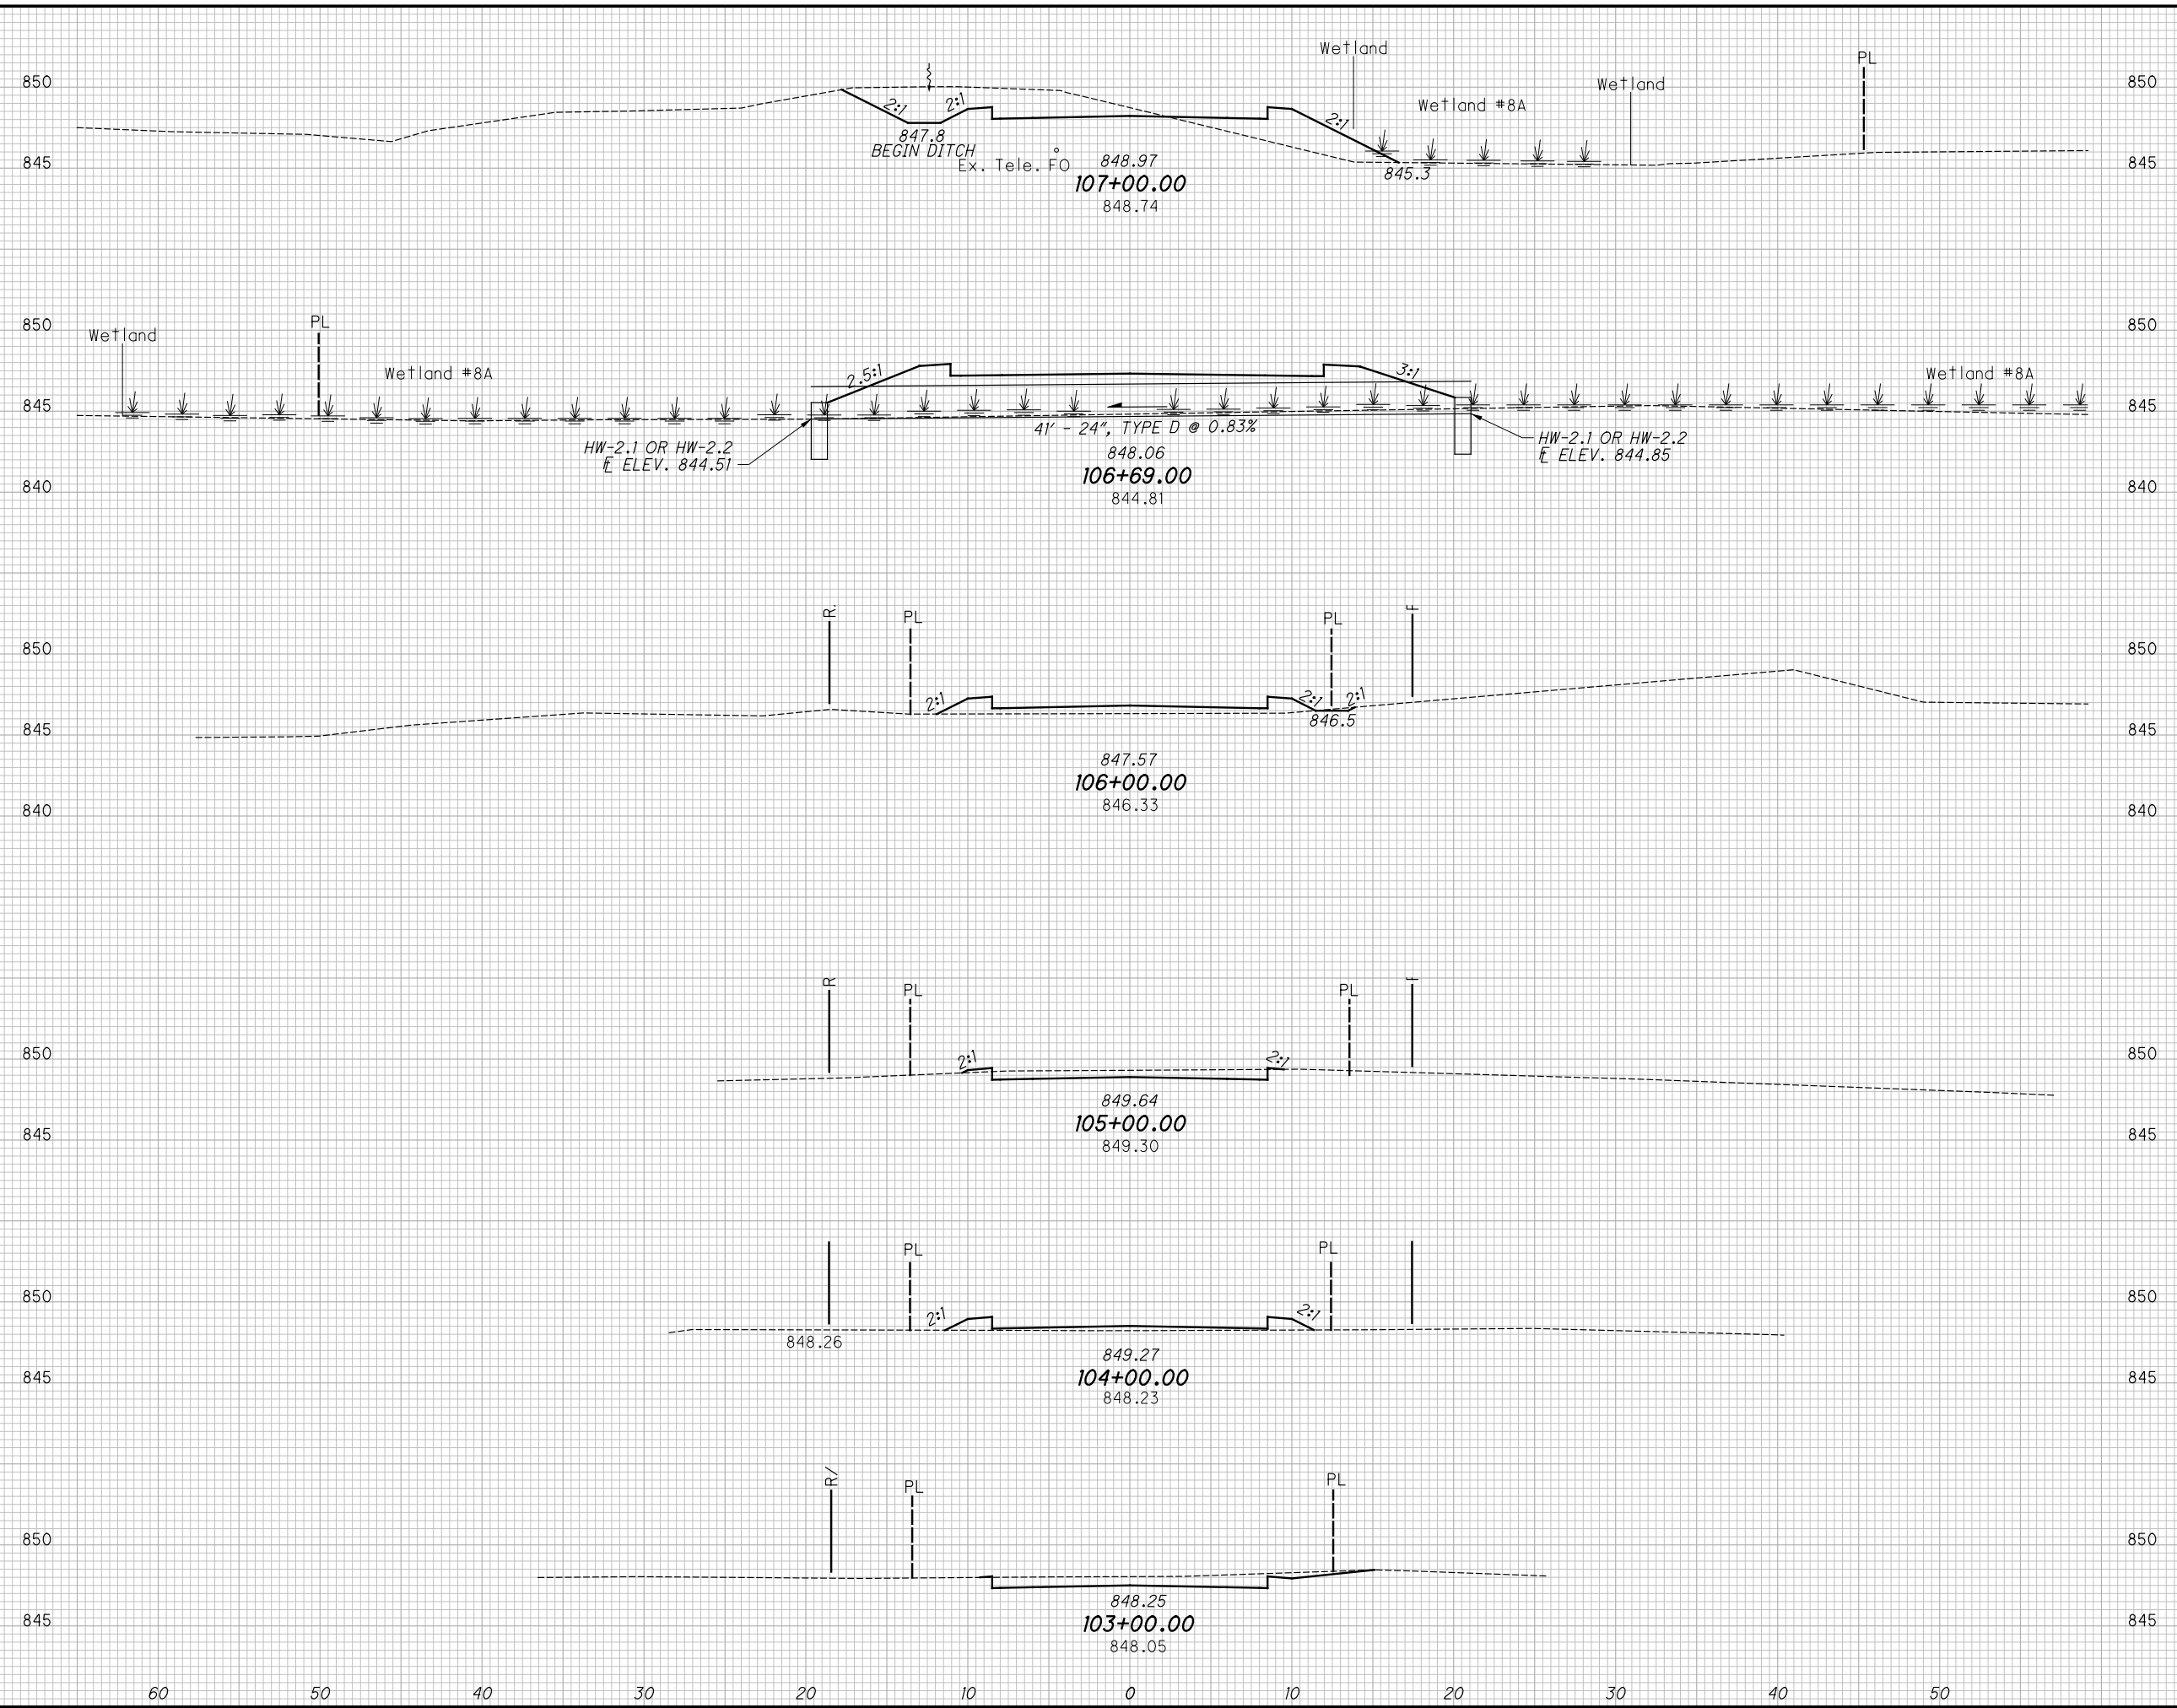 Wetland
PL
850
Wetland
850
Wetland #8A
2:1
2:1
2:1
847.8
BEGIN DITCH
Ex. Tele. FO
848.97
845
845
845.3
107+00.00
848.74
PL
850
850
Wetland
Wetland #8A
2.5:1
3:1
Wetland #8A
845
845
41' - 24", TYPE D @ 0.83%
HW-2.1 OR HW-2.2
ELEV. 844.51
HW-2.1 OR HW-2.2
ELEV. 844.85
848.06
106+69.00
844.81
840
840
R.
PL
PL
850
850
2:1
2:1
2:1
846.5
845
845
847.57
106+00.00
846.33
840
840
R
PL
PL
850
850
2:1
2:1
849.64
105+00.00
849.30
845
845
PL
PL
850
850
2:1
2:1
848.26
849.27
104+00.00
848.23
845
845
R/
PL
PL
850
850
848.25
103+00.00
848.05
845
845
60 50 40 30 20 10 0 10 20 30 40 50